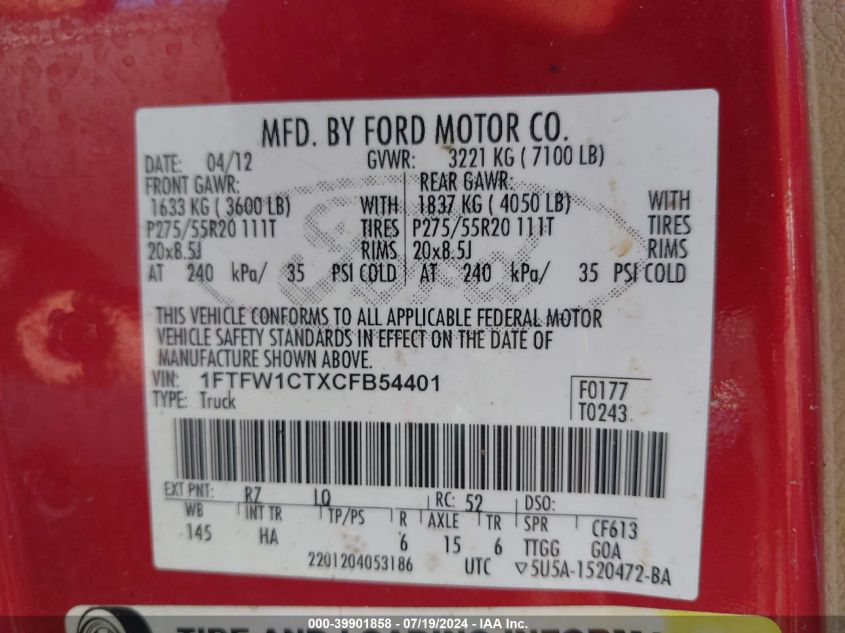 MFD. BY FORD MOTOR CO.
DATE: 04/12 GVWR: 3221 KG ( 7100 LB)
FRONT GAWR: REAR GAWR:
1633 KG ( 3600 LB) WITH 1837 KG ( 4050 LB) WITH
P275/55R20 111T TIRES P275/55R20 111T TIRES
20x8.5J RIMS 20x8.5J RIMS
AT 240 kPa/ 35 PSI COLD AT 240 kPa/ 35 PSI COLD
THIS VEHICLE CONFORMS TO ALL APPLICABLE FEDERAL MOTOR
VEHICLE SAFETY STANDARDS IN EFFECT ON THE DATE OF
MANUFACTURE SHOWN ABOVE.
VIN: 1FTFW1CTXCFB54401 F0177
TYPE: Truck T0243
EXT PNT: RZ LQ RC: 52 DSO:
WB INT TR TP/PS R AXLE TR SPR CF613
145 HA 6 15 6 TTGG GOA
2201204053186 UTC ▽5U5A-1520472-BA
000-39901858 - 07/19/2024 - IAA Inc.
TIRE AND LOADING INFORM